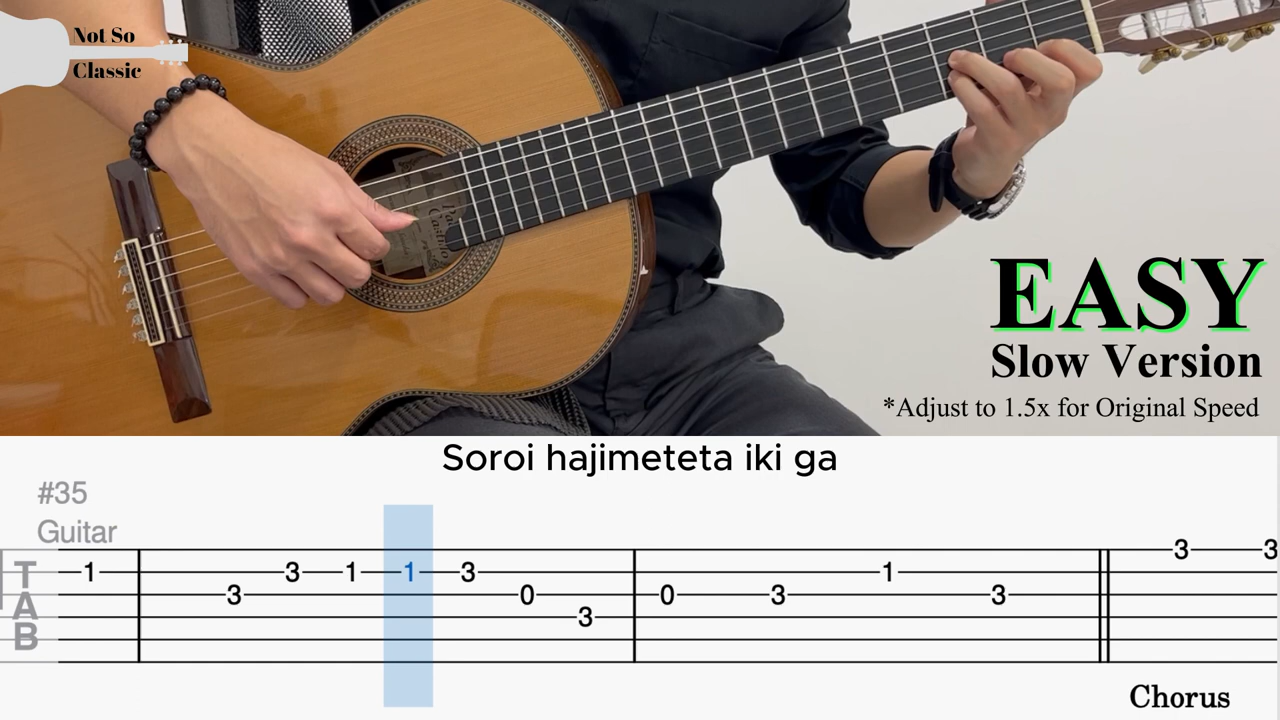 Not So
Classic
EASY
Slow Version
*Adjust to 1.5x for Original Speed
Soroi hajimeteta iki ga
#35
Guitar
3 3
1 3 1 1 3 1
3 0 0 3 3
3
T
A
B
Chorus